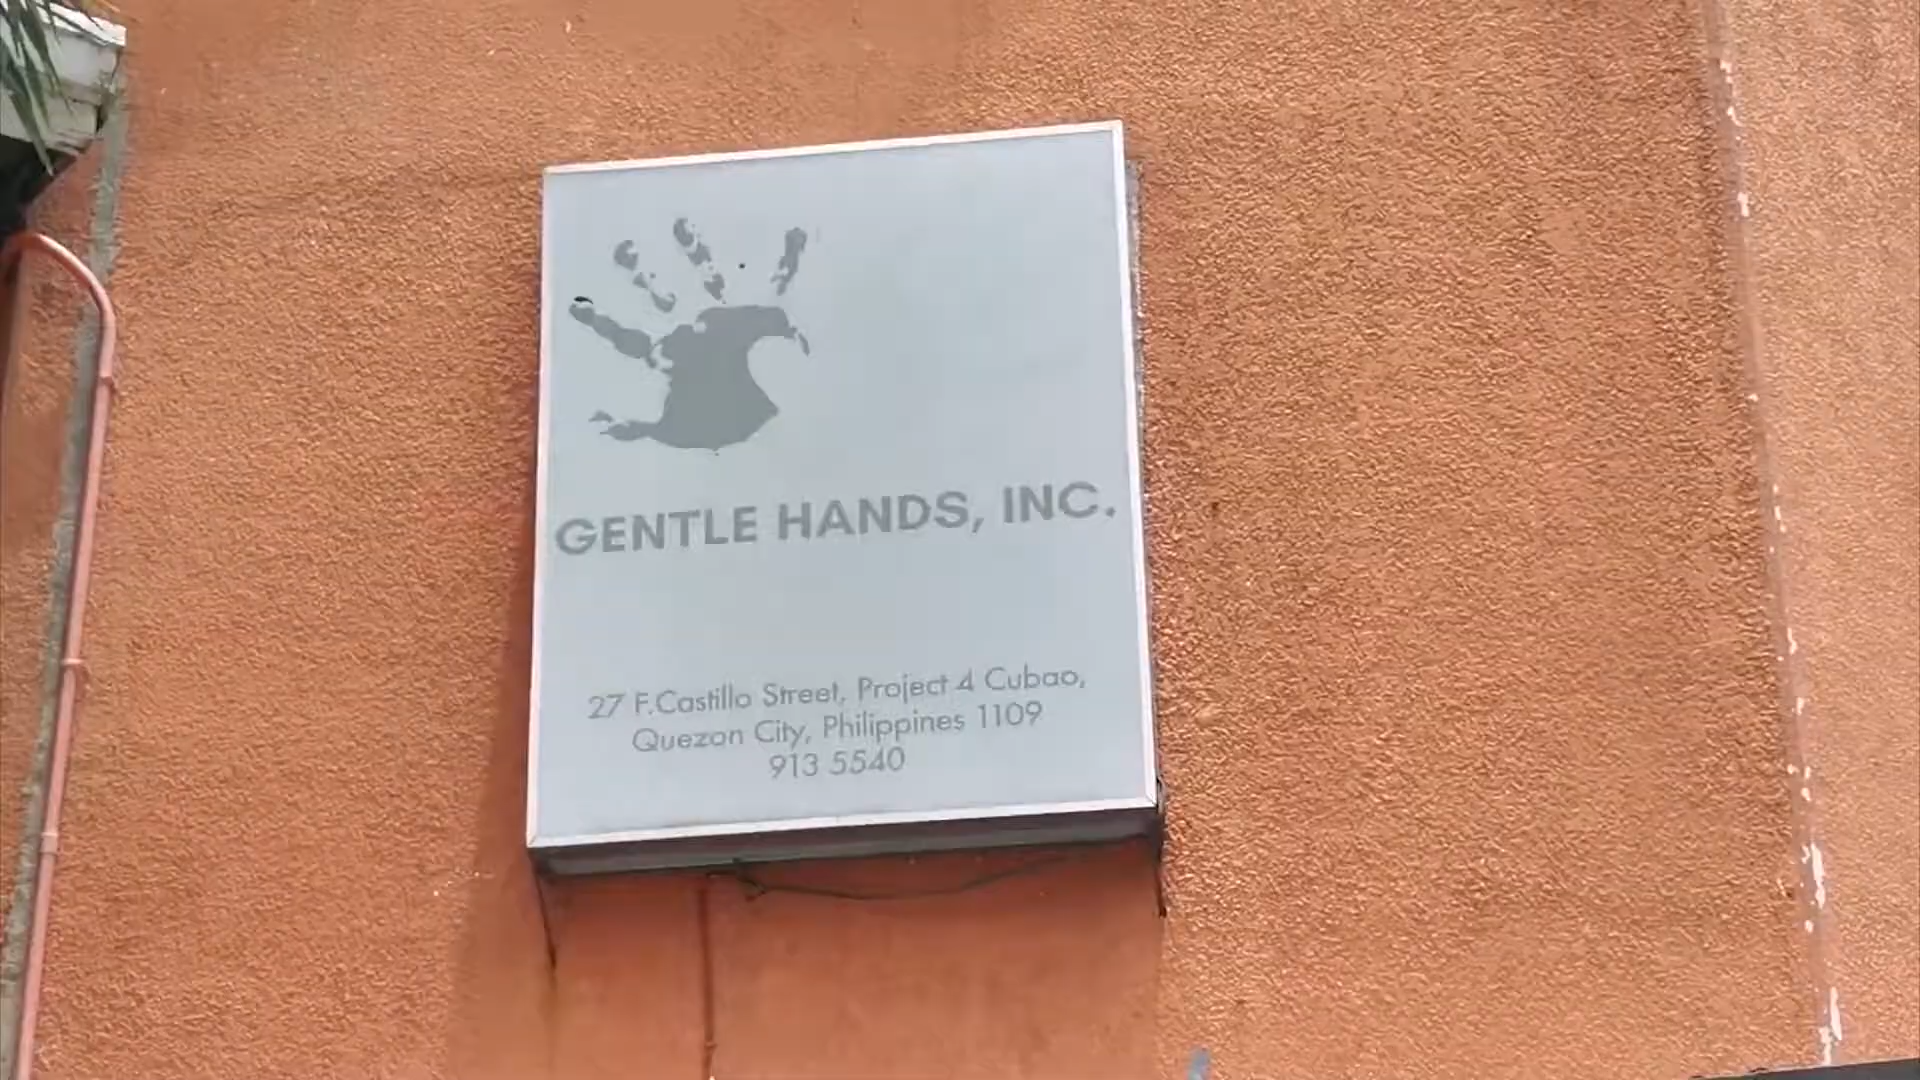 GENTLE HANDS, INC.
27 F.Castillo Street, Project 4 Cubao,
Quezon City, Philippines 1109
913 5540